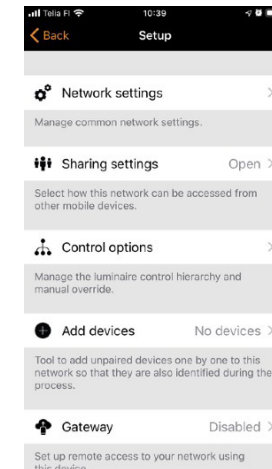 Telia FI 10:39
Back Setup
Network settings
Manage common network settings.
Sharing settings Open
Select how this network can be accessed from
other mobile devices.
Control options
Manage the luminaire control hierarchy and
manual override.
Add devices No devices
Tool to add unpaired devices one by one to this
network so that they are also identified during the
process.
Gateway Disabled
Set up remote access to your network using
this device.